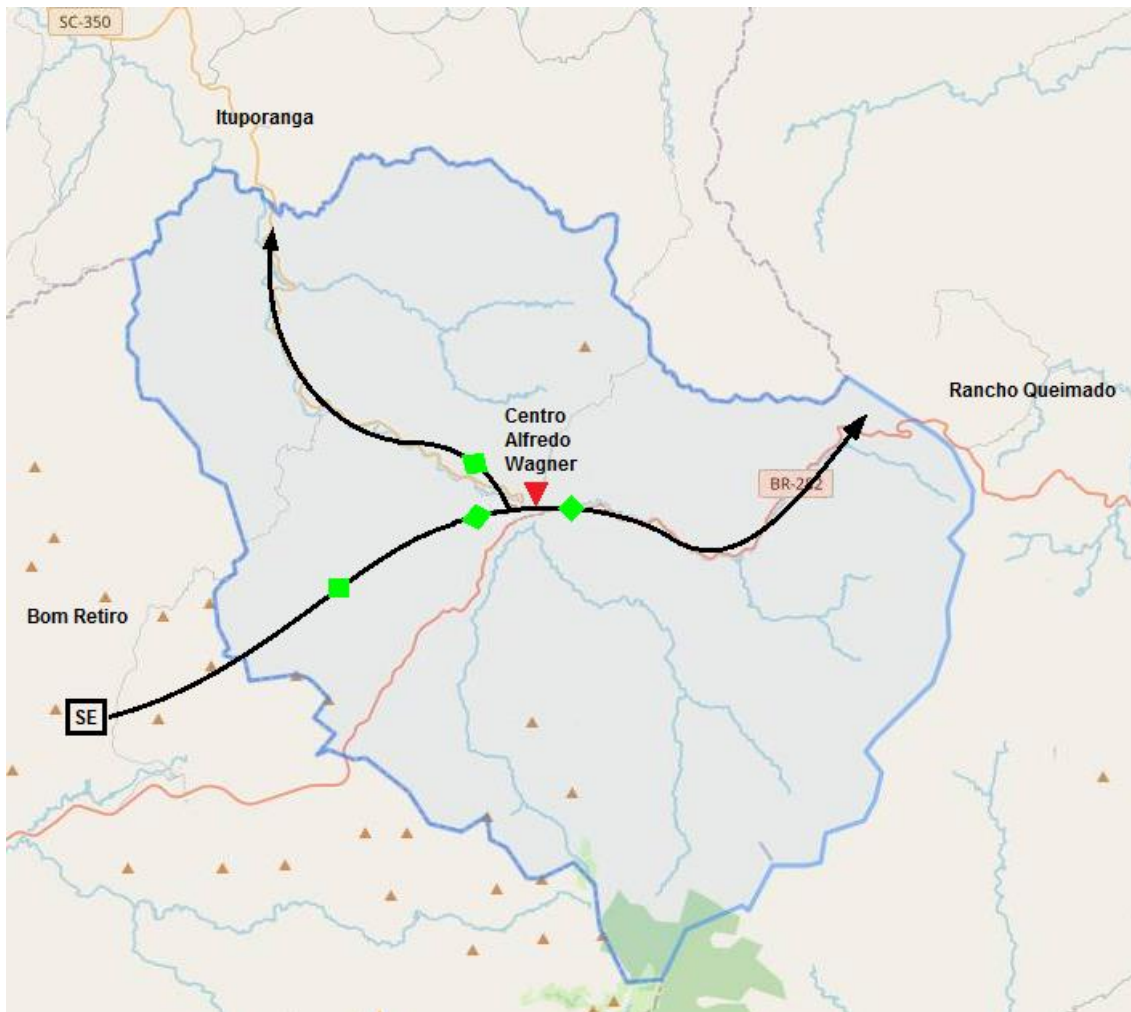 SC-350
Ituporanga
Rancho Queimado
Centro
Alfredo
Wagner
BR-282
Bom Retiro
SE